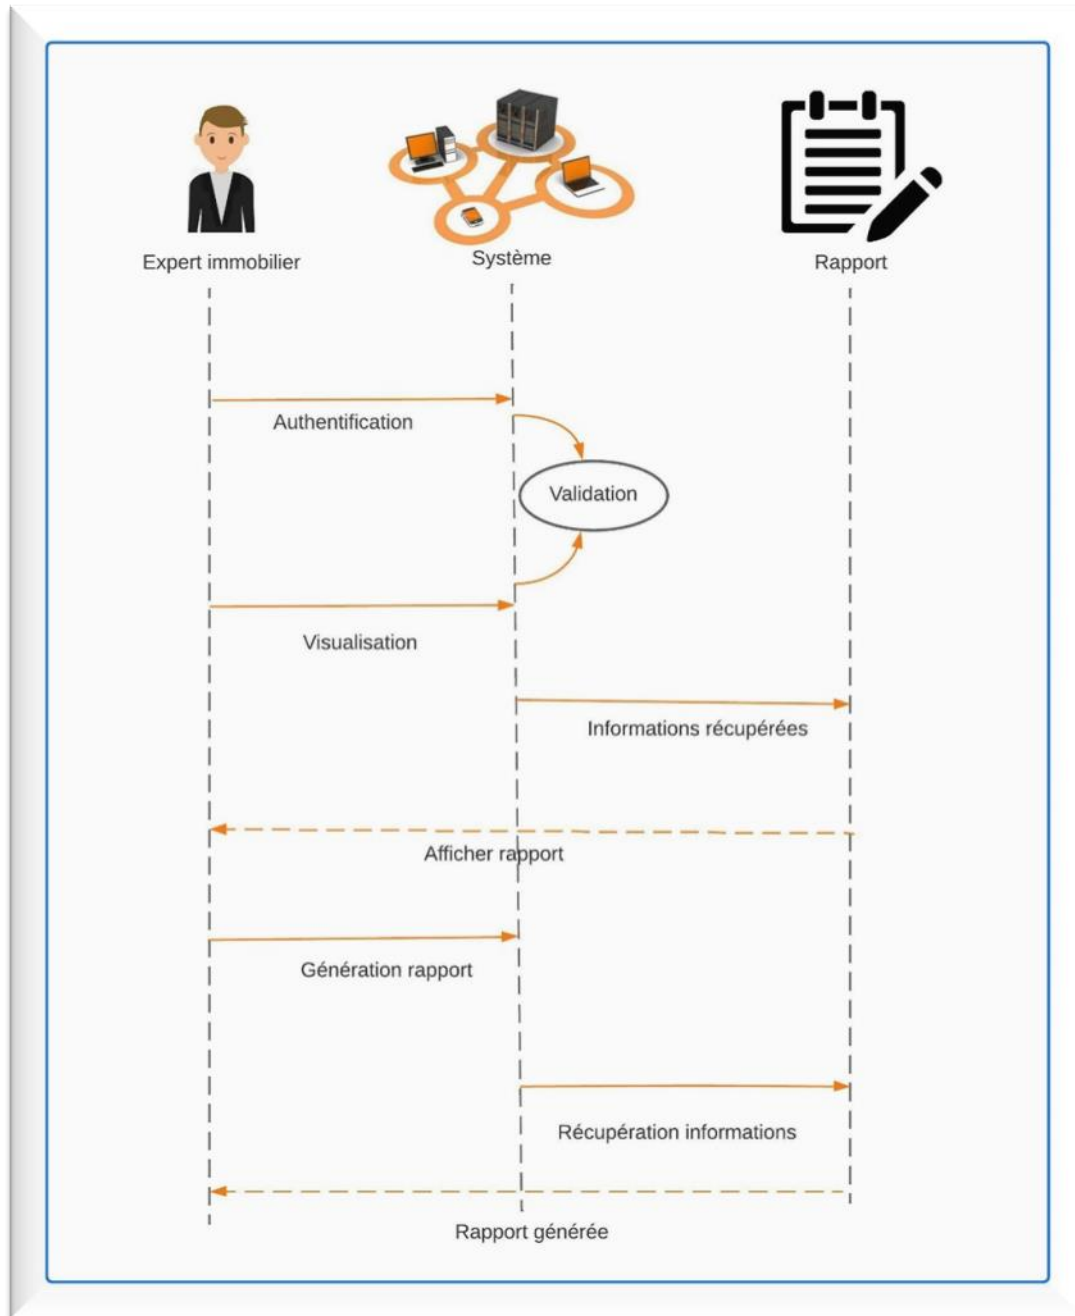 Expert immobilier
Système
Rapport
Authentification
Validation
Visualisation
Informations récupérées
Afficher rapport
Génération rapport
Récupération informations
Rapport générée